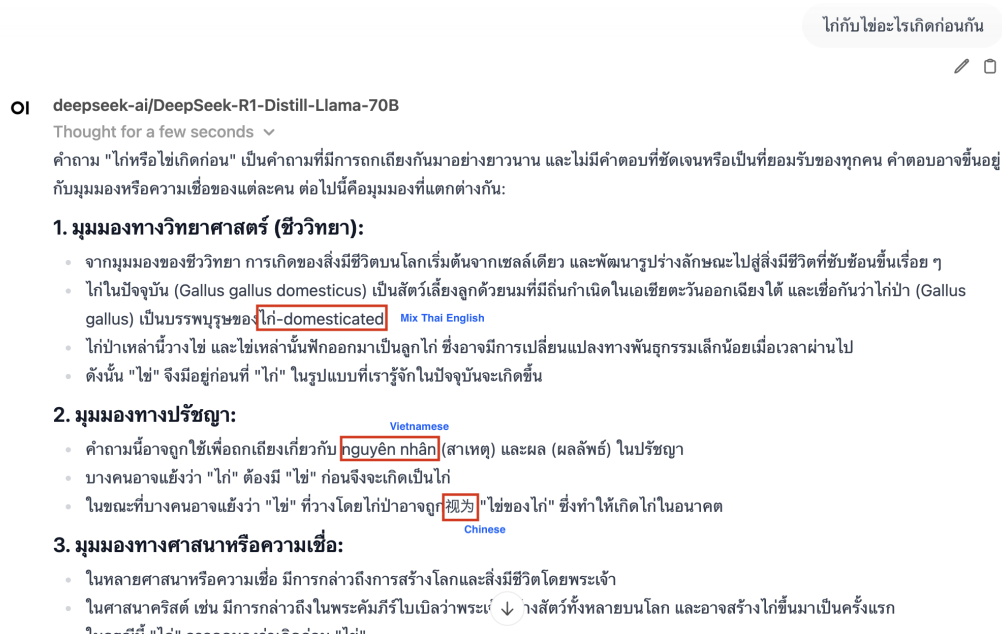 ไก่กับไข่อะไรเกิดก่อนกัน
OI deepseek-ai/DeepSeek-R1-Distill-Llama-70B
Thought for a few seconds
คำถาม "ไก่หรือไข่เกิดก่อน" เป็นคำถามที่มีการถกเถียงกันมาอย่างยาวนาน และไม่มีคำตอบที่ชัดเจนหรือเป็นที่ยอมรับของทุกคน คำตอบอาจขึ้นอยู่
กับมุมมองหรือความเชื่อของแต่ละคน ต่อไปนี้คือมุมมองที่แตกต่างกัน:
1. มุมมองทางวิทยาศาสตร์ (ชีววิทยา):
จากมุมมองของชีววิทยา การเกิดของสิ่งมีชีวิตบนโลกเริ่มต้นจากเซลล์เดียว และพัฒนารูปร่างลักษณะไปสู่สิ่งมีชีวิตที่ซับซ้อนขึ้นเรื่อย ๆ
ไก่ในปัจจุบัน (Gallus gallus domesticus) เป็นสัตว์เลี้ยงลูกด้วยนมที่มีถิ่นกำเนิดในเอเชียตะวันออกเฉียงใต้ และเชื่อกันว่าไก่ป่า (Gallus
gallus) เป็นบรรพบุรุษของไก่-domesticated Mix Thai English
ไก่ป่าเหล่านี้วางไข่ และไข่เหล่านั้นฟักออกมาเป็นลูกไก่ ซึ่งอาจมีการเปลี่ยนแปลงทางพันธุกรรมเล็กน้อยเมื่อเวลาผ่านไป
ดังนั้น "ไข่" จึงมีอยู่ก่อนที่ "ไก่" ในรูปแบบที่เรารู้จักในปัจจุบันจะเกิดขึ้น
2. มุมมองทางปรัชญา:
Vietnamese
คำถามนี้อาจถูกใช้เพื่อถกเถียงเกี่ยวกับ nguyên nhân (สาเหตุ) และผล (ผลลัพธ์) ในปรัชญา
บางคนอาจแย้งว่า "ไก่" ต้องมี "ไข่" ก่อนจึงจะเกิดเป็นไก่
ในขณะที่บางคนอาจแย้งว่า "ไข่" ที่วางโดยไก่ป่าอาจถูก视为 "ไข่ของไก่" ซึ่งทำให้เกิดไก่ในอนาคต
Chinese
3. มุมมองทางศาสนาหรือความเชื่อ:
ในหลายศาสนาหรือความเชื่อ มีการกล่าวถึงการสร้างโลกและสิ่งมีชีวิตโดยพระเจ้า
ในศาสนาคริสต์ เช่น มีการกล่าวถึงในพระคัมภีร์ไบเบิลว่า สัตว์ทั้งหลายบนโลก และอาจสร้างไก่ขึ้นมาเป็นครั้งแรก